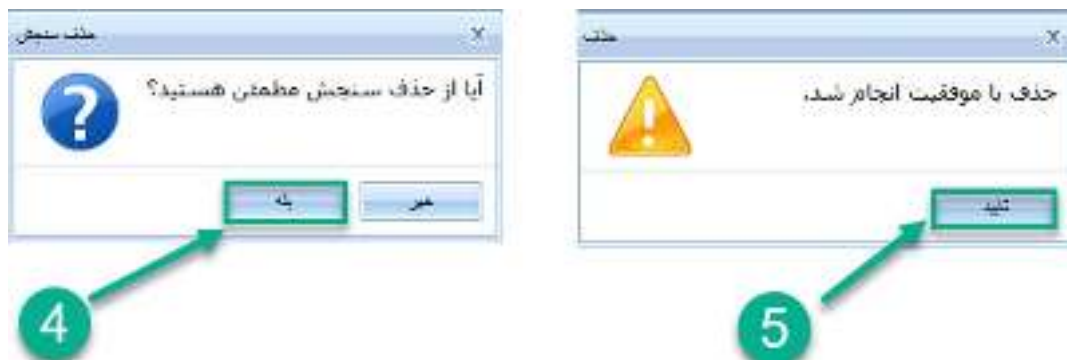 حذف سنجش
X
آیا از حذف سنجش مطمئن هستید؟
بله
خیر
4
حذف
X
حذف با موفقیت انجام شد.
تایید
5